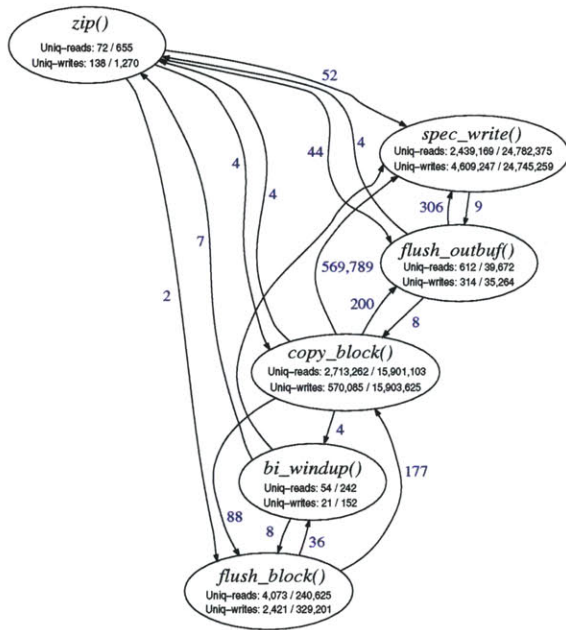 zip()
Uniq-reads: 72 / 655
Uniq-writes: 138 / 1,270
52
spec_write()
Uniq-reads: 2,439,169 / 24,782,375
Uniq-writes: 4,609,247 / 24,745,259
4
4
44
4
306
9
flush_outbuf()
Uniq-reads: 612 / 39,672
Uniq-writes: 314 / 35,264
7
569,789
2
200
8
copy_block()
Uniq-reads: 2,713,262 / 15,901,103
Uniq-writes: 570,085 / 15,903,625
4
bi_windup()
Uniq-reads: 54 / 242
Uniq-writes: 21 / 152
177
88
8
36
flush_block()
Uniq-reads: 4,073 / 240,625
Uniq-writes: 2,421 / 329,201